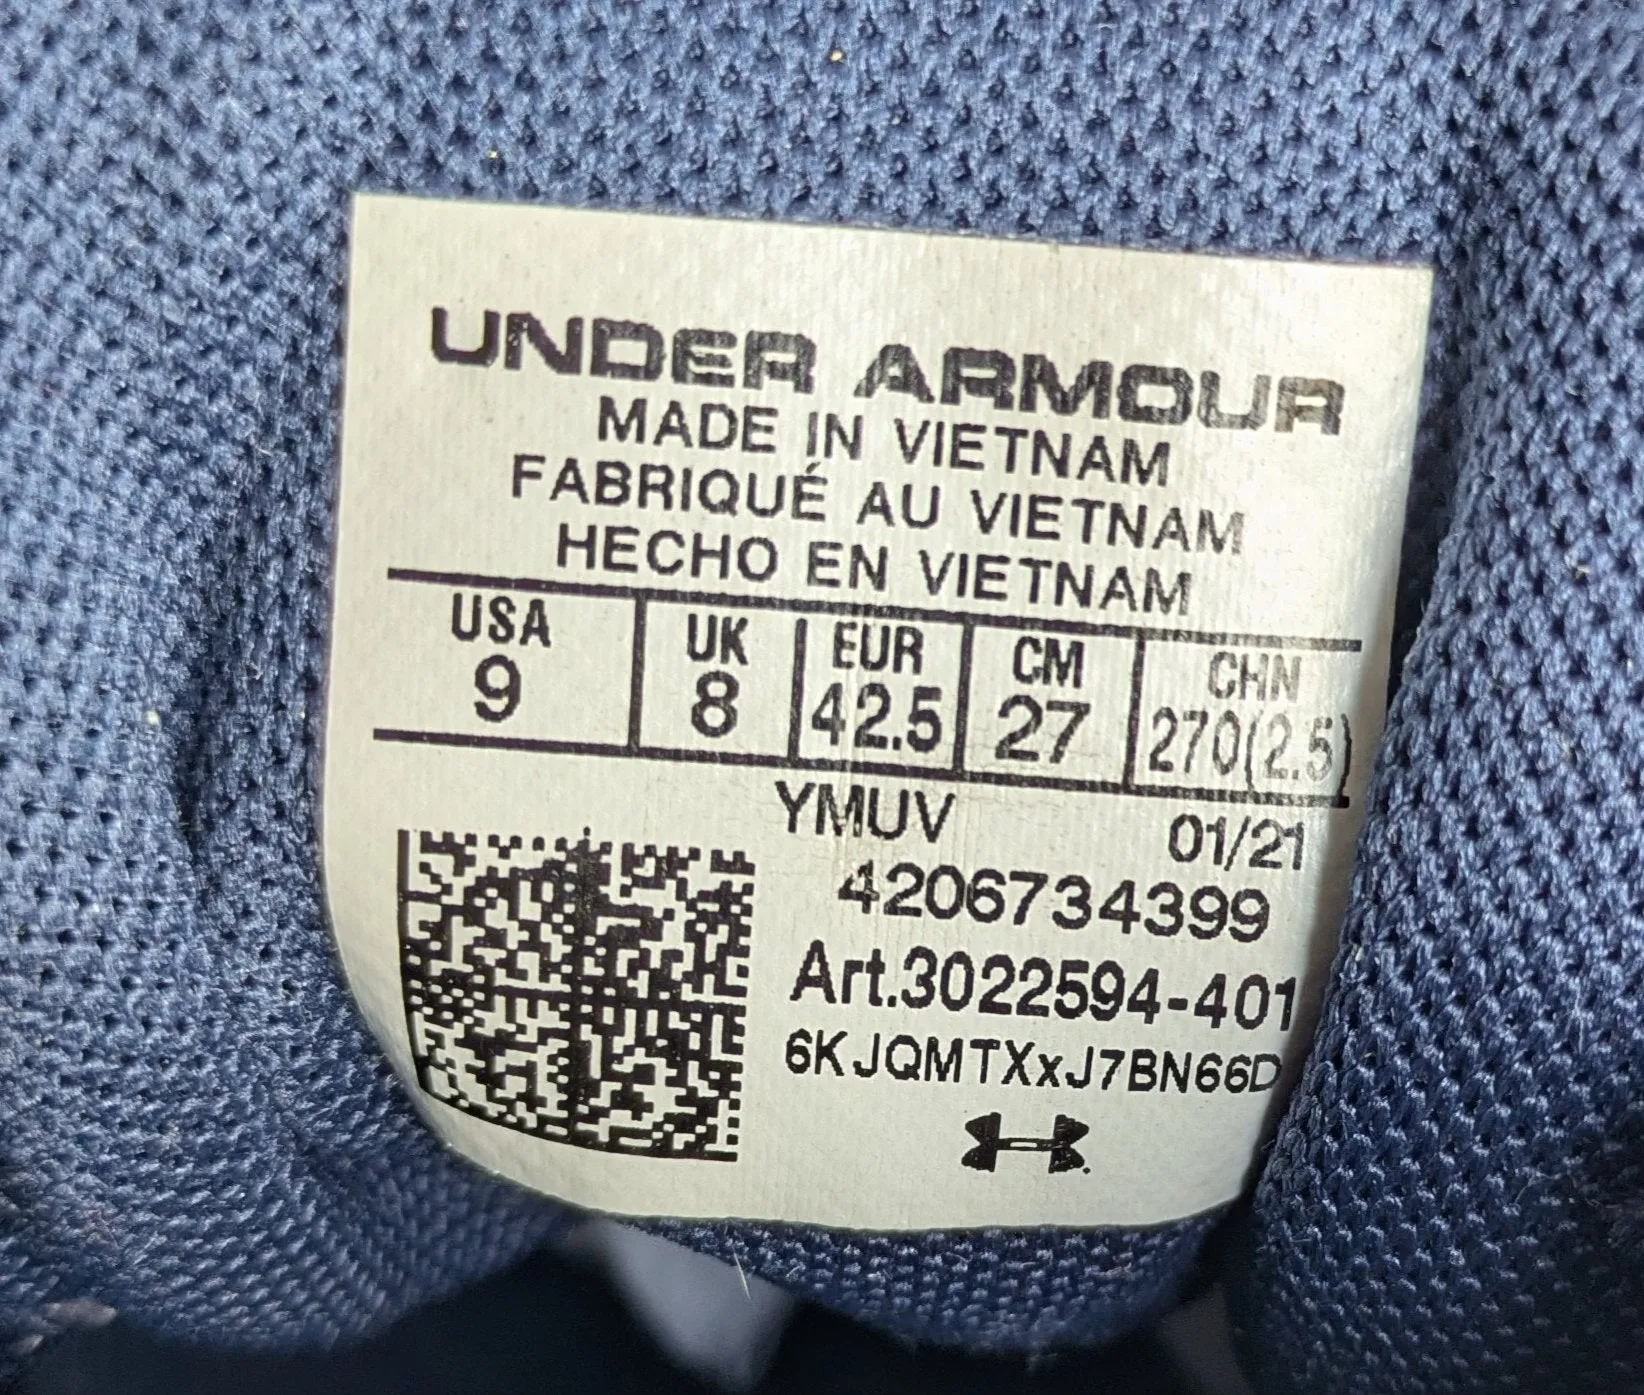 UNDER ARMOUR
MADE IN VIETNAM
FABRIQUÉ AU VIETNAM
HECHO EN VIETNAM
USA UK EUR CM CHN
9 8 42.5 27 270(2.5)
YMUV 01/21
4206734399
Art.3022594-401
6KJQMTXxJ7BN66D